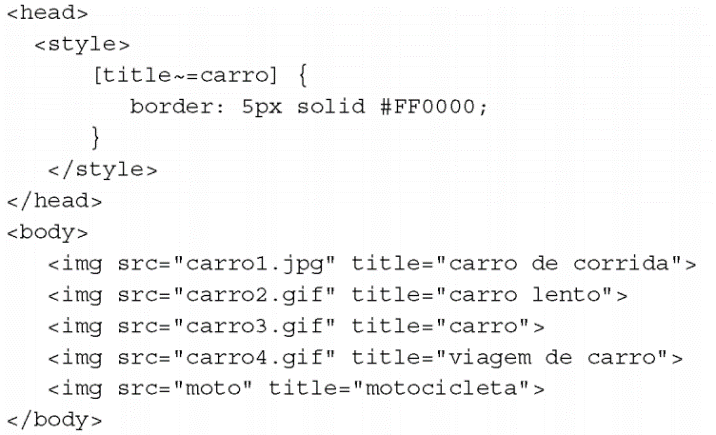 <head>
<style>
[title~=carro] {
border: 5px solid #FF0000;
}
</style>
</head>
<body>
<img src="carro1.jpg" title="carro de corrida">
<img src="carro2.gif" title="carro lento">
<img src="carro3.gif" title="carro">
<img src="carro4.gif" title="viagem de carro">
<img src="moto" title="motocicleta">
</body>